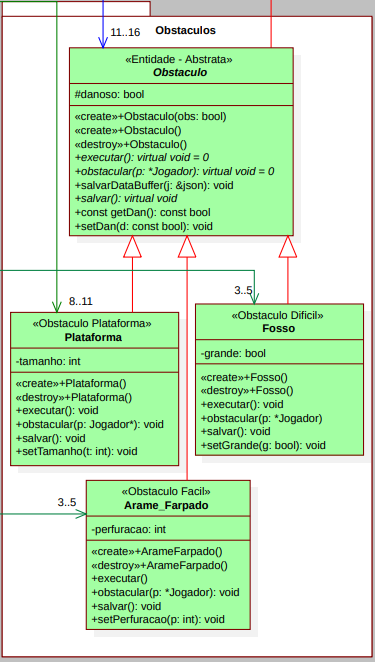 Obstaculos
11..16
«Entidade - Abstrata»
Obstaculo
#danoso: bool
«create»+Obstaculo(obs: bool)
«create»+Obstaculo()
«destroy»+Obstaculo()
+executar(): virtual void = 0
+obstacular(p: *Jogador): virtual void = 0
+salvarDataBuffer(j: &json): void
+salvar(): virtual void
+const getDan(): const bool
+setDan(d: const bool): void
8..11
3..5
«Obstaculo Plataforma»
Plataforma
-tamanho: int
«create»+Plataforma()
«destroy»+Plataforma()
+executar(): void
+obstacular(p: Jogador*): void
+salvar(): void
+setTamanho(t: int): void
«Obstaculo Dificil»
Fosso
-grande: bool
«create»+Fosso()
«destroy»+Fosso()
+executar(): void
+obstacular(p: *Jogador)
+salvar(): void
+setGrande(g: bool): void
3..5
«Obstaculo Facil»
Arame_Farpado
-perfuracao: int
«create»+ArameFarpado()
«destroy»+ArameFarpado()
+executar()
+obstacular(p: *Jogador): void
+salvar(): void
+setPerfuracao(p: int): void